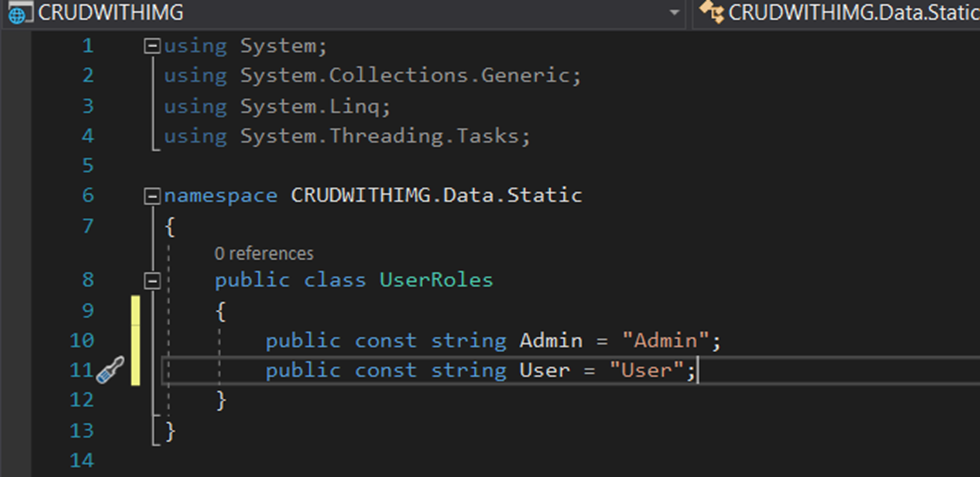 CRUDWITHIMG CRUDWITHIMG.Data.Static
1 using System;
2 using System.Collections.Generic;
3 using System.Linq;
4 using System.Threading.Tasks;
5
6 namespace CRUDWITHIMG.Data.Static
7 {
0 references
8 public class UserRoles
9 {
10 public const string Admin = "Admin";
11 public const string User = "User";
12 }
13 }
14